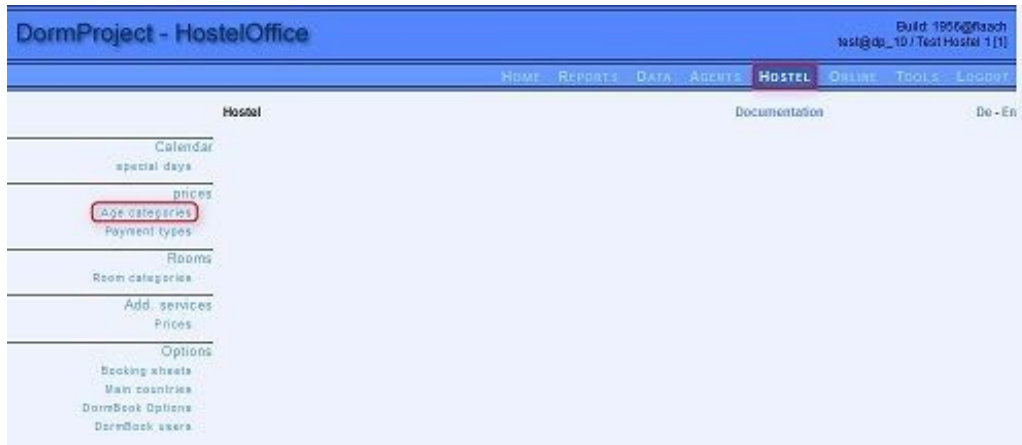 DormProject - HostelOffice
Build: 1956@flaach
test@dp_10 / Test Hostel 1 [1]
Home Reports Data Agents Hostel Online Tools Logout
Hostel Documentation De - En
Calendar
special days
prices
Age categories
Payment types
Rooms
Room categories
Add. services
Prices
Options
Booking sheets
Main countries
DormBook Options
DormBook users